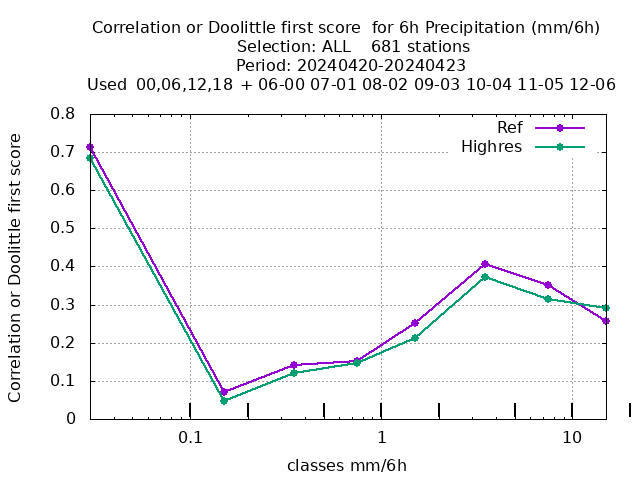 Correlation or Doolittle first score  for 6h Precipitation (mm/6h)
Selection: ALL    681 stations
Period: 20240420-20240423
Used  00,06,12,18  + 06-00 07-01 08-02 09-03 10-04 11-05 12-06
Ref
Highres
Correlation or Doolittle first score
0.8
0.7
0.6
0.5
0.4
0.3
0.2
0.1
0
0.1
1
10
classes mm/6h